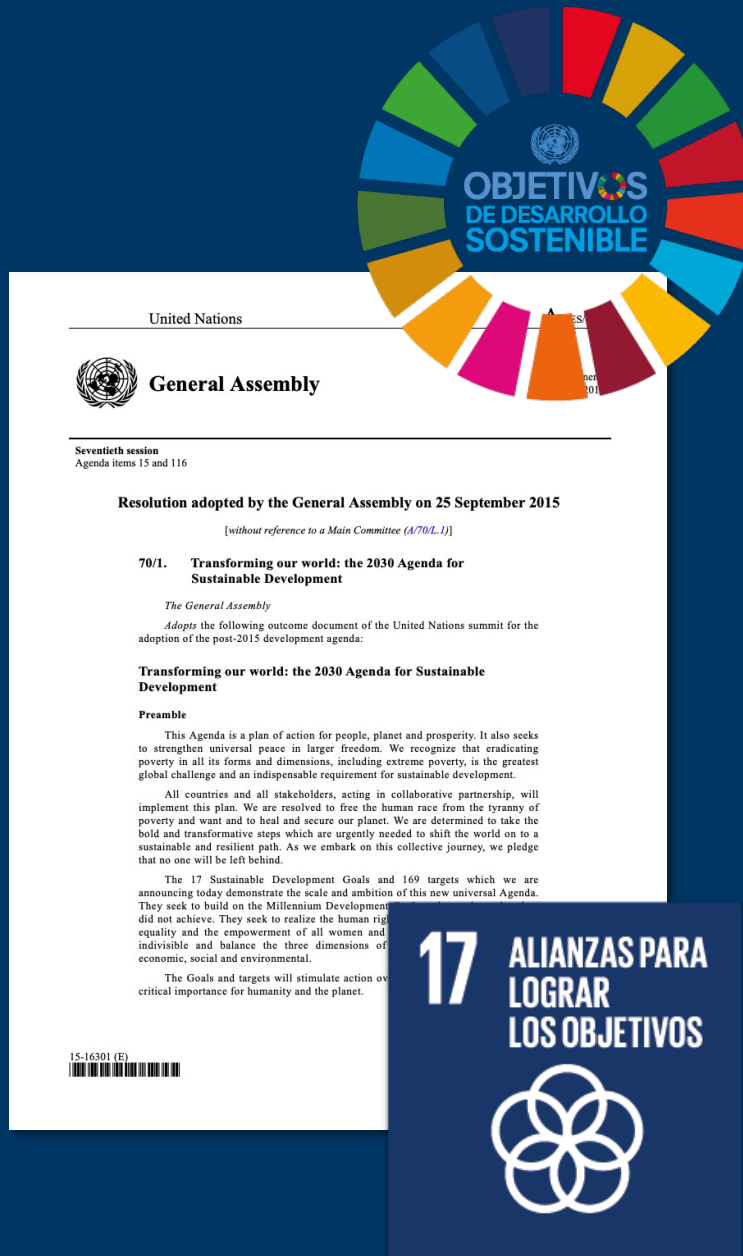 OBJETIVOS
DE DESARROLLO
SOSTENIBLE
United Nations
General Assembly
Seventieth session
Agenda items 15 and 116
Resolution adopted by the General Assembly on 25 September 2015
[without reference to a Main Committee (A/70/L.1)]
70/1. Transforming our world: the 2030 Agenda for
Sustainable Development
The General Assembly
Adopts the following outcome document of the United Nations summit for the
adoption of the post-2015 development agenda:
Transforming our world: the 2030 Agenda for Sustainable
Development
Preamble
This Agenda is a plan of action for people, planet and prosperity. It also seeks
to strengthen universal peace in larger freedom. We recognize that eradicating
poverty in all its forms and dimensions, including extreme poverty, is the greatest
global challenge and an indispensable requirement for sustainable development.
All countries and all stakeholders, acting in collaborative partnership, will
implement this plan. We are resolved to free the human race from the tyranny of
poverty and want and to heal and secure our planet. We are determined to take the
bold and transformative steps which are urgently needed to shift the world on to a
sustainable and resilient path. As we embark on this collective journey, we pledge
that no one will be left behind.
The 17 Sustainable Development Goals and 169 targets which we are
announcing today demonstrate the scale and ambition of this new universal Agenda.
They seek to build on the Millennium Development
did not achieve. They seek to realize the human
equality and the empowerment of all women and
indivisible and balance the three dimensions of
economic, social and environmental.
The Goals and targets will stimulate action
critical importance for humanity and the planet.
15-16301 (E)
17 ALIANZAS PARA
LOGRAR
LOS OBJETIVOS